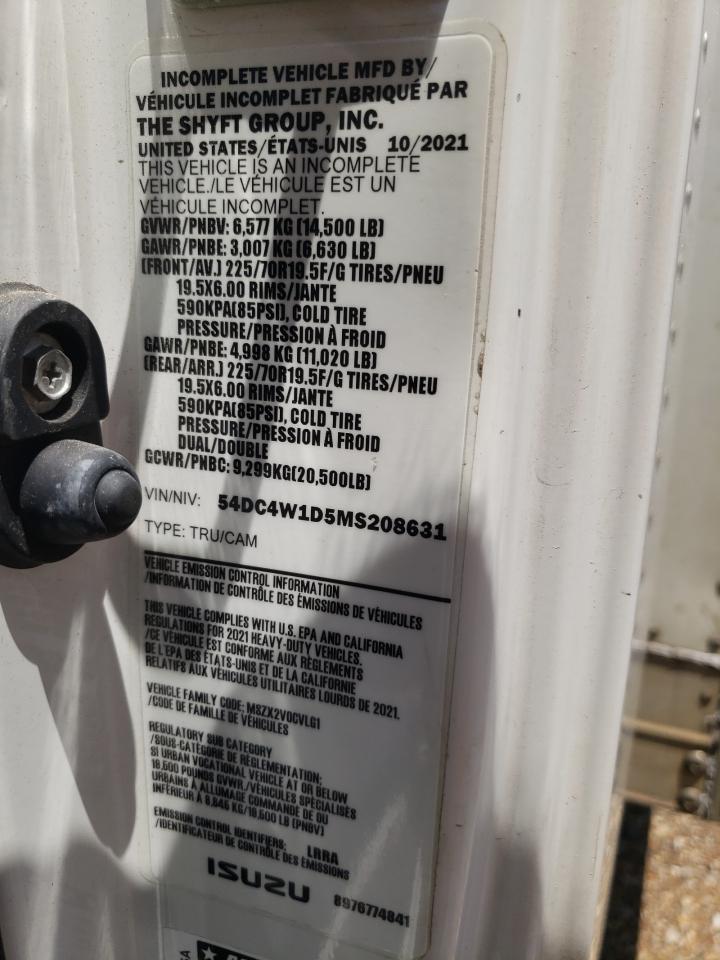 INCOMPLETE VEHICLE MFD BY/
VÉHICULE INCOMPLET FABRIQUÉ PAR
THE SHYFT GROUP, INC.
UNITED STATES/ÉTATS-UNIS 10/2021
THIS VEHICLE IS AN INCOMPLETE
VEHICLE./LE VÉHICULE EST UN
VÉHICULE INCOMPLET.
GVWR/PNBV: 6,577 KG (14,500 LB)
GAWR/PNBE: 3,007 KG (6,630 LB)
(FRONT/AV.) 225/70R19.5F/G TIRES/PNEU
19.5X6.00 RIMS/JANTE
590KPA(85PSI), COLD TIRE
PRESSURE/PRESSION À FROID
GAWR/PNBE: 4,998 KG (11,020 LB)
(REAR/ARR.) 225/70R19.5F/G TIRES/PNEU
19.5X6.00 RIMS/JANTE
590KPA(85PSI), COLD TIRE
PRESSURE/PRESSION À FROID
DUAL/DOUBLE
GCWR/PNBC: 9,299KG(20,500LB)
VIN/NIV: 54DC4W1D5MS208631
TYPE: TRU/CAM
VEHICLE EMISSION CONTROL INFORMATION
/INFORMATION DE CONTRÔLE DES ÉMISSIONS DE VÉHICULES
THIS VEHICLE COMPLIES WITH U.S. EPA AND CALIFORNIA
REGULATIONS FOR 2021 HEAVY-DUTY VEHICLES.
/CE VÉHICULE EST CONFORME AUX RÈGLEMENTS
DE L'EPA DES ÉTATS-UNIS ET DE LA CALIFORNIE
RELATIFS AUX VÉHICULES UTILITAIRES LOURDS DE 2021.
VEHICLE FAMILY CODE: MSZX2VOCVLG1
/CODE DE FAMILLE DE VÉHICULES
REGULATORY SUB CATEGORY
/SOUS-CATÉGORIE DE RÉGLEMENTATION:
SI URBAN VOCATIONAL VEHICLE AT OR BELOW
19,500 POUNDS GVWR/VÉHICULES SPÉCIALISÉS
URBAINS À ALLUMAGE COMMANDÉ DE OU
INFÉRIEUR À 8,845 KG/19,500 LB (PNBV)
EMISSION CONTROL IDENTIFIERS: LRRA
/IDENTIFICATEUR DE CONTRÔLE DES ÉMISSIONS
ISUZU 8976774841